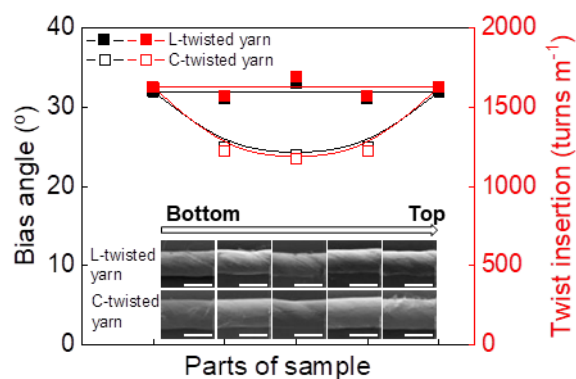 40
30
20
10
0
Bias angle (º)
L-twisted yarn
C-twisted yarn
Bottom
Top
L-twisted
yarn
C-twisted
yarn
Parts of sample
2000
1500
1000
500
0
Twist insertion (turns m⁻¹)